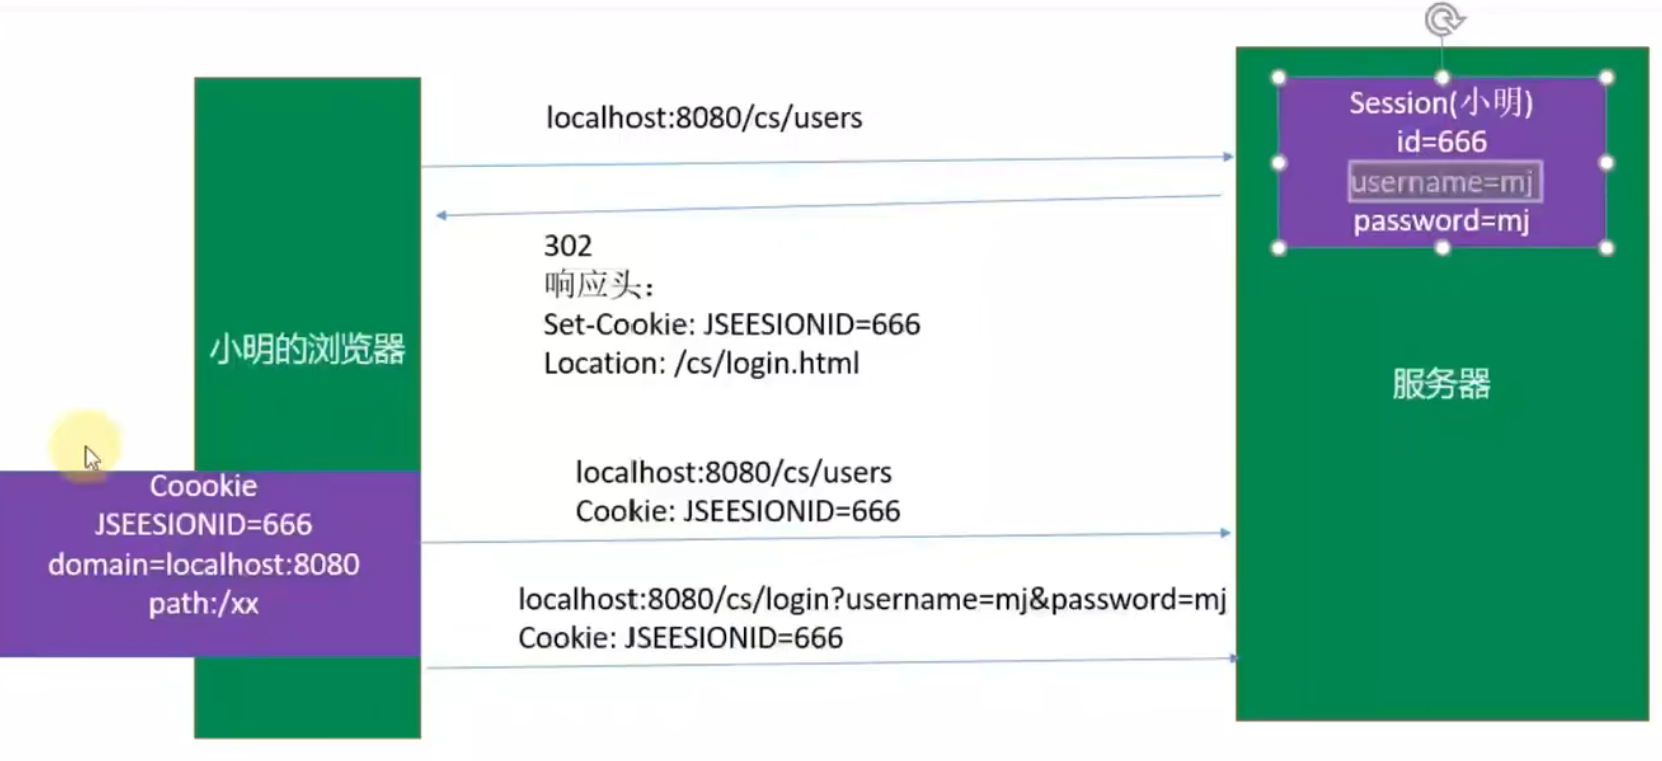 localhost:8080/cs/users
302
响应头：
Set-Cookie: JSEESIONID=666
Location: /cs/login.html
小明的浏览器
Coookie
JSEESIONID=666
domain=localhost:8080
path:/xx
localhost:8080/cs/users
Cookie: JSEESIONID=666
localhost:8080/cs/login?username=mj&password=mj
Cookie: JSEESIONID=666
Session(小明)
id=666
username=mj
password=mj
服务器